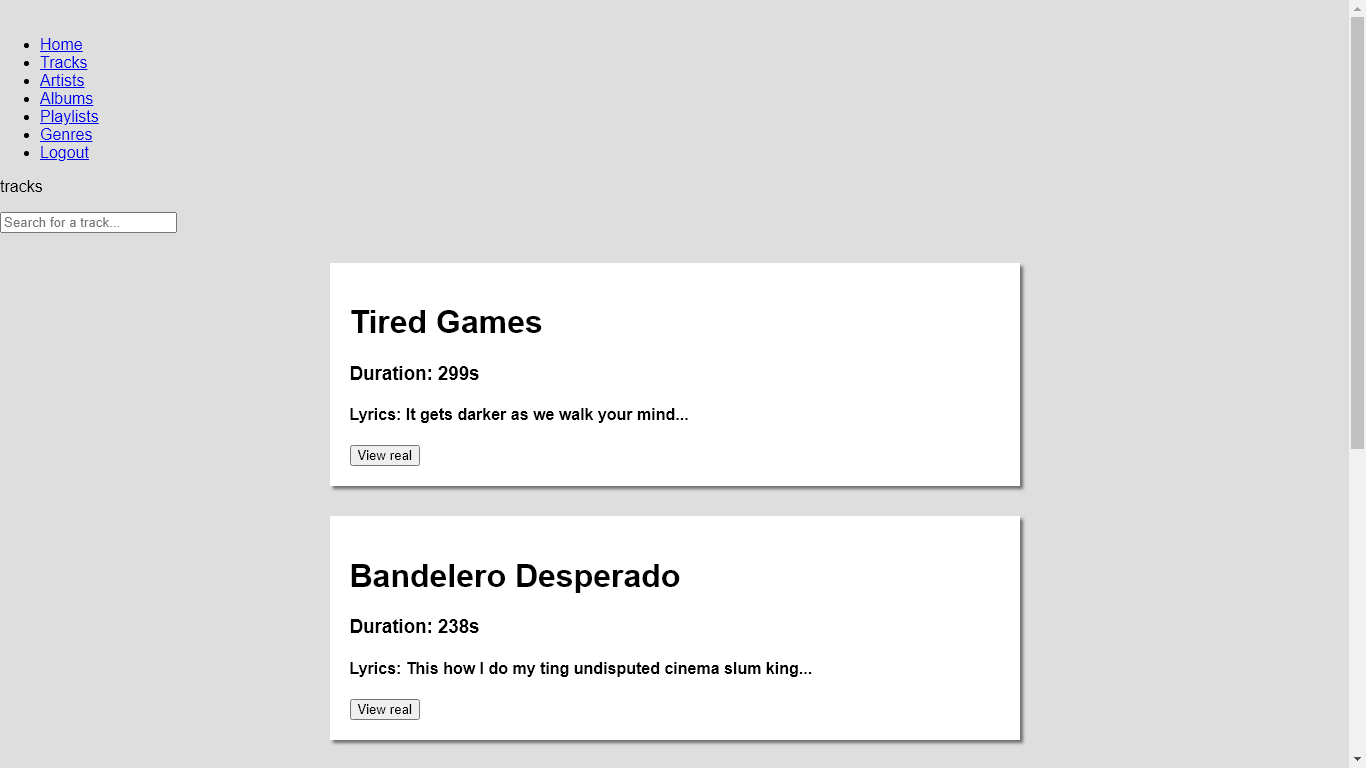 Home
Tracks
Artists
Albums
Playlists
Genres
Logout
tracks
Search for a track...
Tired Games
Duration: 299s
Lyrics: It gets darker as we walk your mind...
View real
Bandelero Desperado
Duration: 238s
Lyrics: This how I do my ting undisputed cinema slum king...
View real